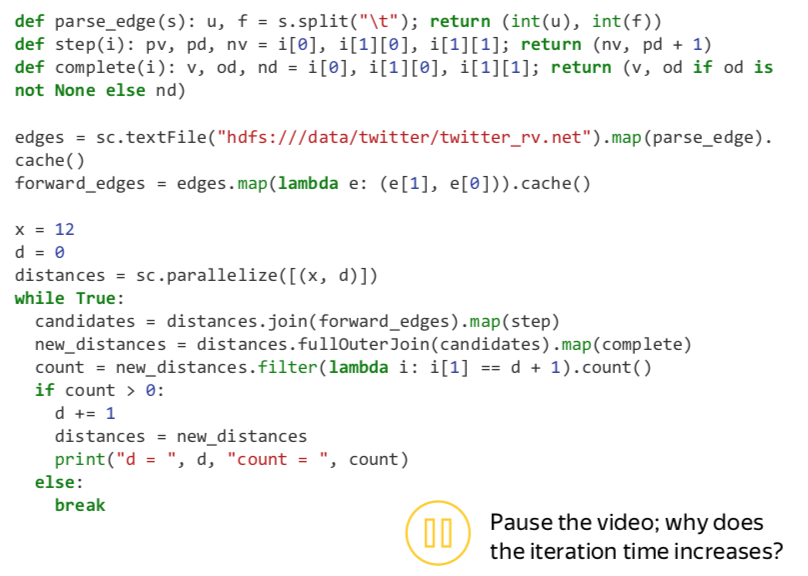 def parse_edge(s): u, f = s.split("\t"); return (int(u), int(f))
def step(i): pv, pd, nv = i[0], i[1][0], i[1][1]; return (nv, pd + 1)
def complete(i): v, od, nd = i[0], i[1][0], i[1][1]; return (v, od if od is
not None else nd)
edges = sc.textFile("hdfs:///data/twitter/twitter_rv.net").map(parse_edge).
cache()
forward_edges = edges.map(lambda e: (e[1], e[0])).cache()
x = 12
d = 0
distances = sc.parallelize([(x, d)])
while True:
  candidates = distances.join(forward_edges).map(step)
  new_distances = distances.fullOuterJoin(candidates).map(complete)
  count = new_distances.filter(lambda i: i[1] == d + 1).count()
  if count > 0:
    d += 1
    distances = new_distances
    print("d = ", d, "count = ", count)
  else:
    break
Pause the video; why does
the iteration time increases?